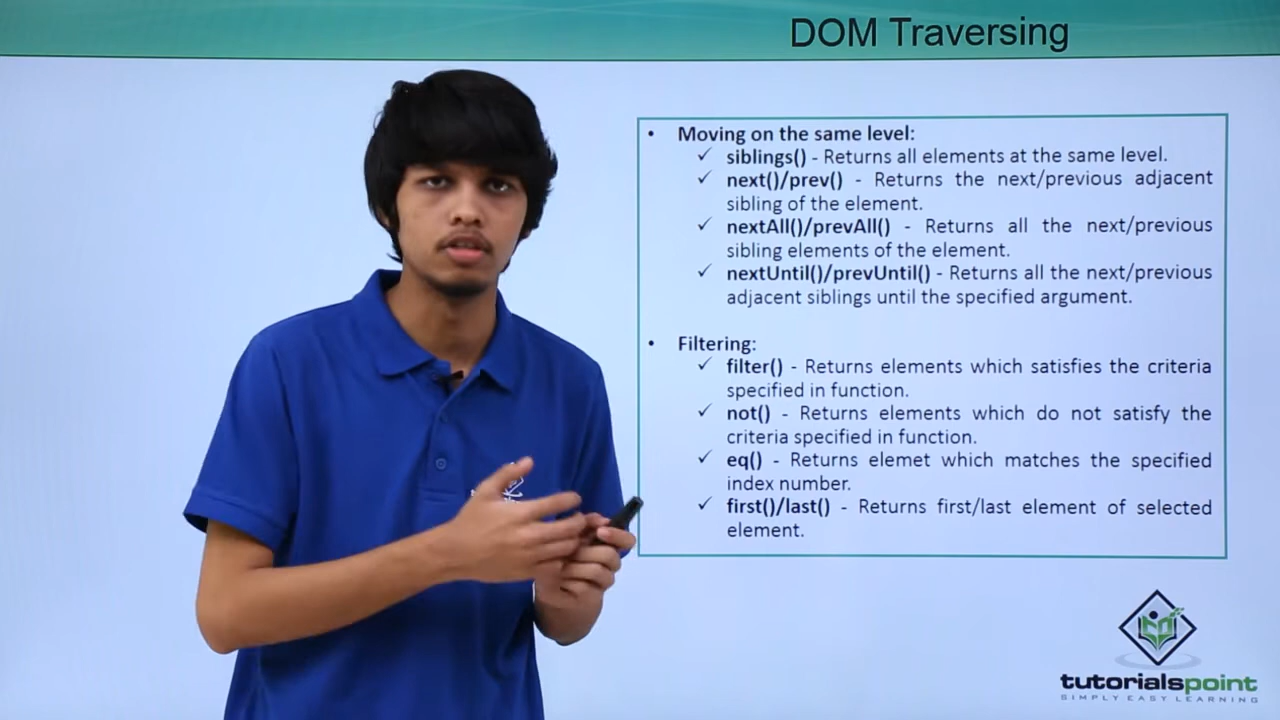 DOM Traversing
• Moving on the same level:
✓ siblings() - Returns all elements at the same level.
✓ next()/prev() - Returns the next/previous adjacent
sibling of the element.
✓ nextAll()/prevAll() - Returns all the next/previous
sibling elements of the element.
✓ nextUntil()/prevUntil() - Returns all the next/previous
adjacent siblings until the specified argument.
• Filtering:
✓ filter() - Returns elements which satisfies the criteria
specified in function.
✓ not() - Returns elements which do not satisfy the
criteria specified in function.
✓ eq() - Returns elemet which matches the specified
index number.
✓ first()/last() - Returns first/last element of selected
element.
tutorialspoint
SIMPLY EASY LEARNING